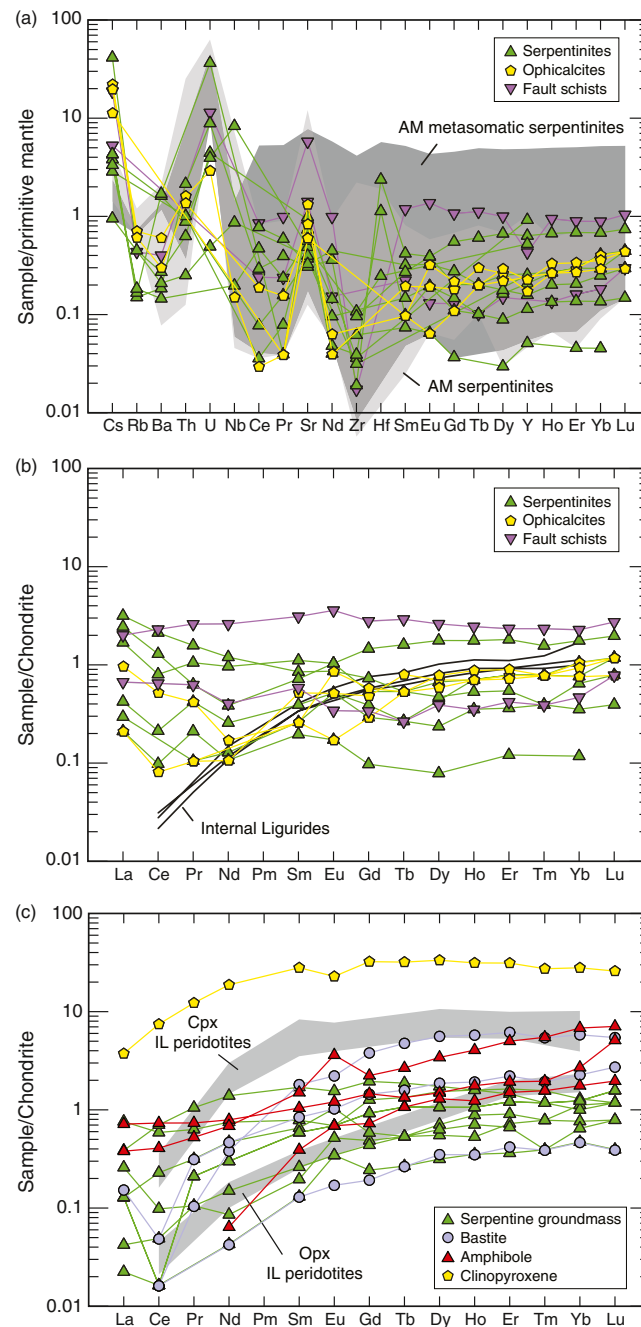 (a)
100
10
1
0.1
0.01
Sample/primitive mantle
Serpentinites
Ophicalcites
Fault schists
AM metasomatic serpentinites
AM serpentinites
Cs Rb Ba Th U Nb Ce Pr Sr Nd Zr Hf Sm Eu Gd Tb Dy Y Ho Er Yb Lu
(b)
100
10
1
0.1
0.01
Sample/Chondrite
Serpentinites
Ophicalcites
Fault schists
Internal Ligurides
La Ce Pr Nd Pm Sm Eu Gd Tb Dy Ho Er Tm Yb Lu
(c)
100
10
1
0.1
0.01
Sample/Chondrite
Cpx
IL peridotites
Opx
IL peridotites
Serpentine groundmass
Bastite
Amphibole
Clinopyroxene
La Ce Pr Nd Pm Sm Eu Gd Tb Dy Ho Er Tm Yb Lu